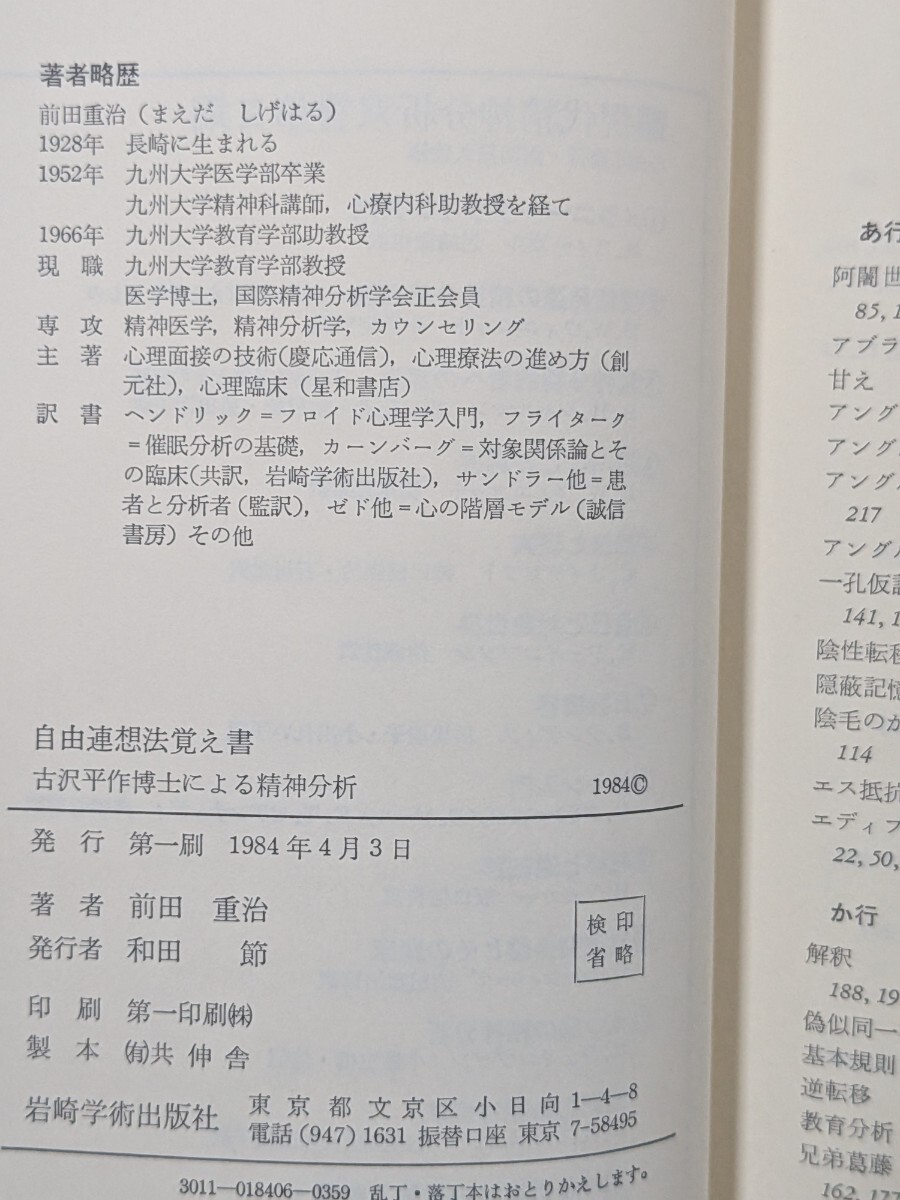 著者略歴
前田重治（まえだ　しげはる）
1928年　長崎に生まれる
1952年　九州大学医学部卒業
九州大学精神科講師，心療内科助教授を経て
1966年　九州大学教育学部助教授
現　職　九州大学教育学部教授
医学博士，国際精神分析学会正会員
専　攻　精神医学，精神分析学，カウンセリング
主　著　心理面接の技術（慶応通信），心理療法の進め方（創
元社），心理臨床（星和書店）
訳　書　ヘンドリック＝フロイド心理学入門，フライターク
＝催眠分析の基礎，カーンバーグ＝対象関係論とそ
の臨床（共訳，岩崎学術出版社），サンドラー他＝患
者と分析者（監訳），ゼド他＝心の階層モデル（誠信
書房）その他
自由連想法覚え書
古沢平作博士による精神分析　1984©
発　行　第一刷　1984年4月3日
著　者　前田　重治
発行者　和田　節
検印
省略
印　刷　第一印刷㈱
製　本　㈲共伸舎
岩崎学術出版社　東京都文京区小日向1―4―8
電話（947）1631　振替口座　東京　7-58495
3011―018406―0359　乱丁・落丁本はおとりかえします。
あ行
阿闍世
85,
アブラ
甘え
アング
アング
アング
217
アング
一孔仮説
141,
陰性転移
隠蔽記憶
陰毛のか
114
エス抵抗
エディプ
22, 50,
か行
解釈
188, 19
偽似同一
基本規則
逆転移
教育分析
兄弟葛藤
162, 177